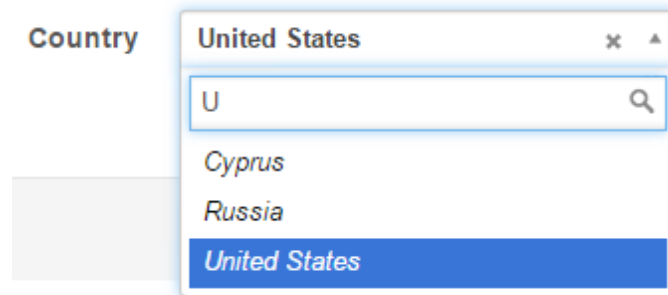 Country United States
U
Cyprus
Russia
United States